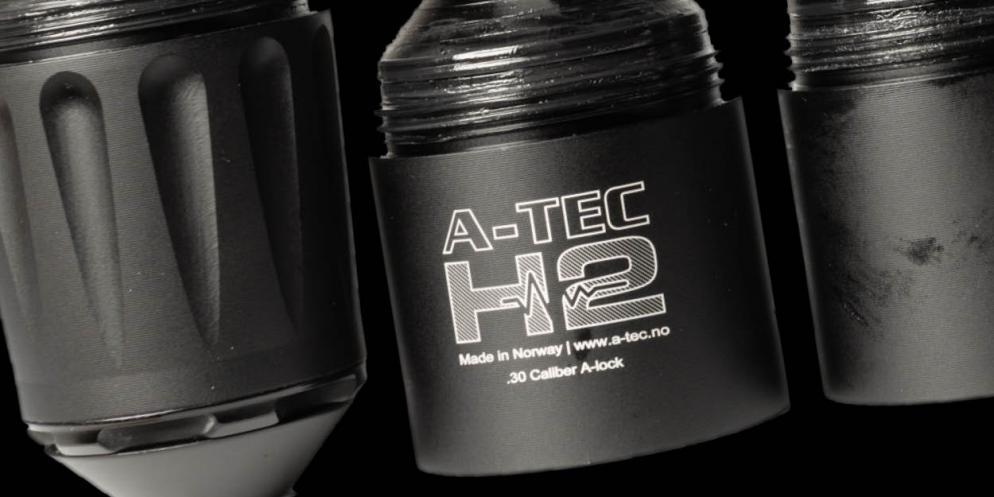 A-TEC
H2
Made in Norway | www.a-tec.no
.30 Caliber A-lock